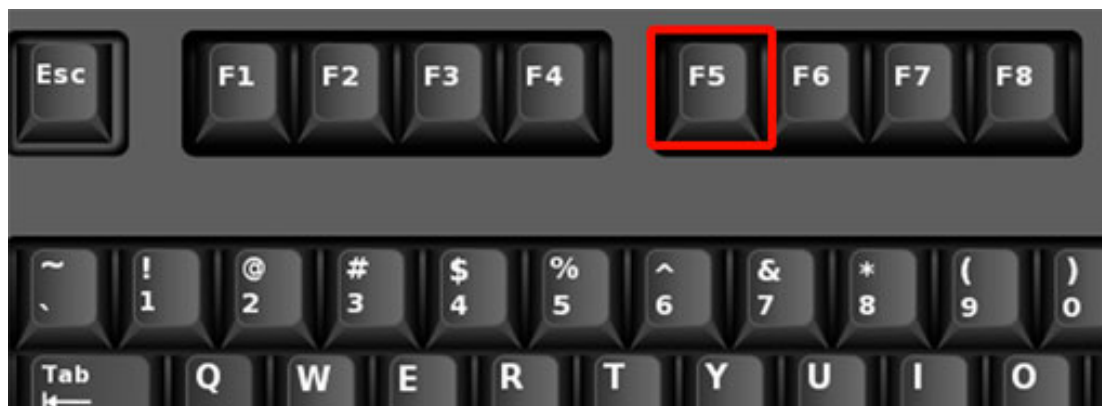 Esc F1 F2 F3 F4 F5 F6 F7 F8
~ ! @ # $ % ^ & * ( )
` 1 2 3 4 5 6 7 8 9 0
Tab Q W E R T Y U I O